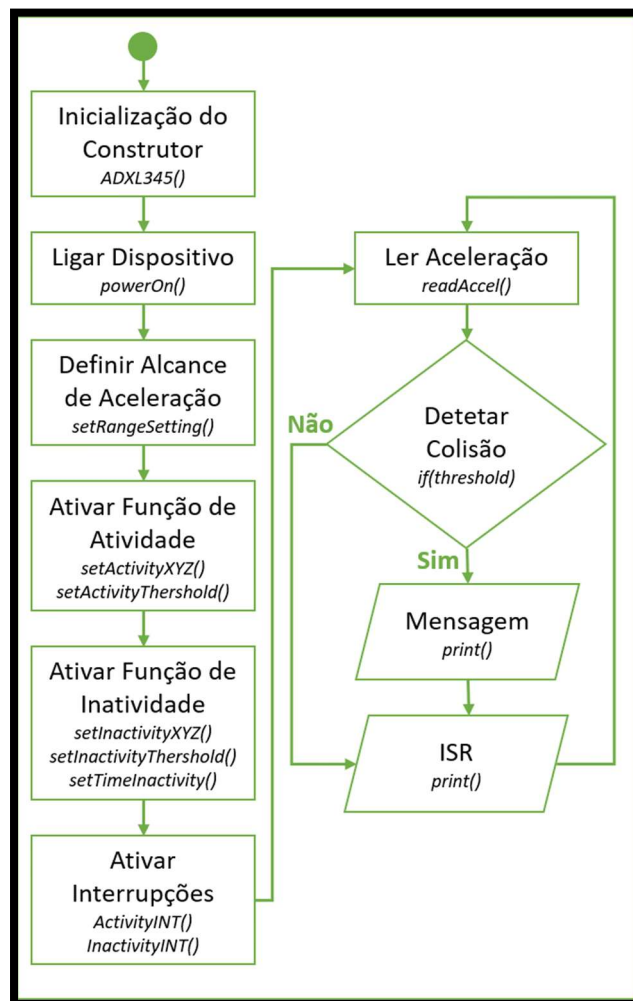 Inicialização do
Construtor
ADXL345()
Ligar Dispositivo
powerOn()
Definir Alcance
de Aceleração
setRangeSetting()
Ativar Função de
Atividade
setActivityXYZ()
setActivityThershold()
Ativar Função de
Inatividade
setInactivityXYZ()
setInactivityThershold()
setTimeInactivity()
Ativar
Interrupções
ActivityINT()
InactivityINT()
Ler Aceleração
readAccel()
Não
Detetar
Colisão
if(threshold)
Sim
Mensagem
print()
ISR
print()